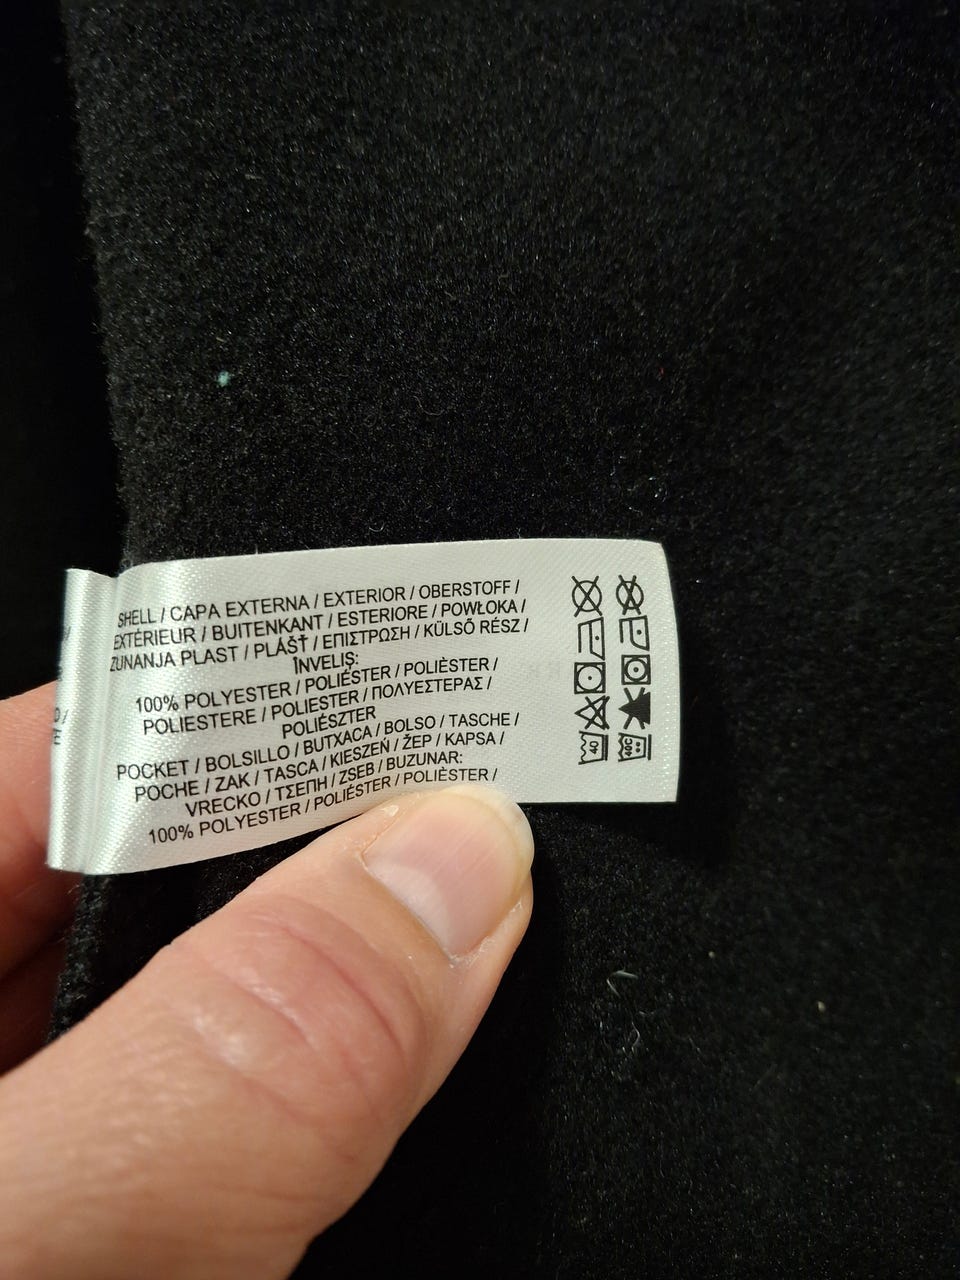 SHELL / CAPA EXTERNA / EXTERIOR / OBERSTOFF /
EXTÉRIEUR / BUITENKANT / ESTERIORE / POWŁOKA /
ZUNANJA PLAST / PLÁŠŤ / ΕΠΙΣΤΡΩΣΗ / KÜLSŐ RÉSZ /
ÎNVELIȘ:
100% POLYESTER / POLIÉSTER / POLIÈSTER /
POLIESTERE / POLIESTER / ΠΟΛΥΕΣΤΕΡΑΣ /
POLIÉSZTER
POCKET / BOLSILLO / BUTXACA / BOLSO / TASCHE /
POCHE / ZAK / TASCA / KIESZEŃ / ŽEP / KAPSA /
VRECKO / ΤΣΕΠΗ / ZSEB / BUZUNAR:
100% POLYESTER / POLIÉSTER / POLIÈSTER /
40
40C